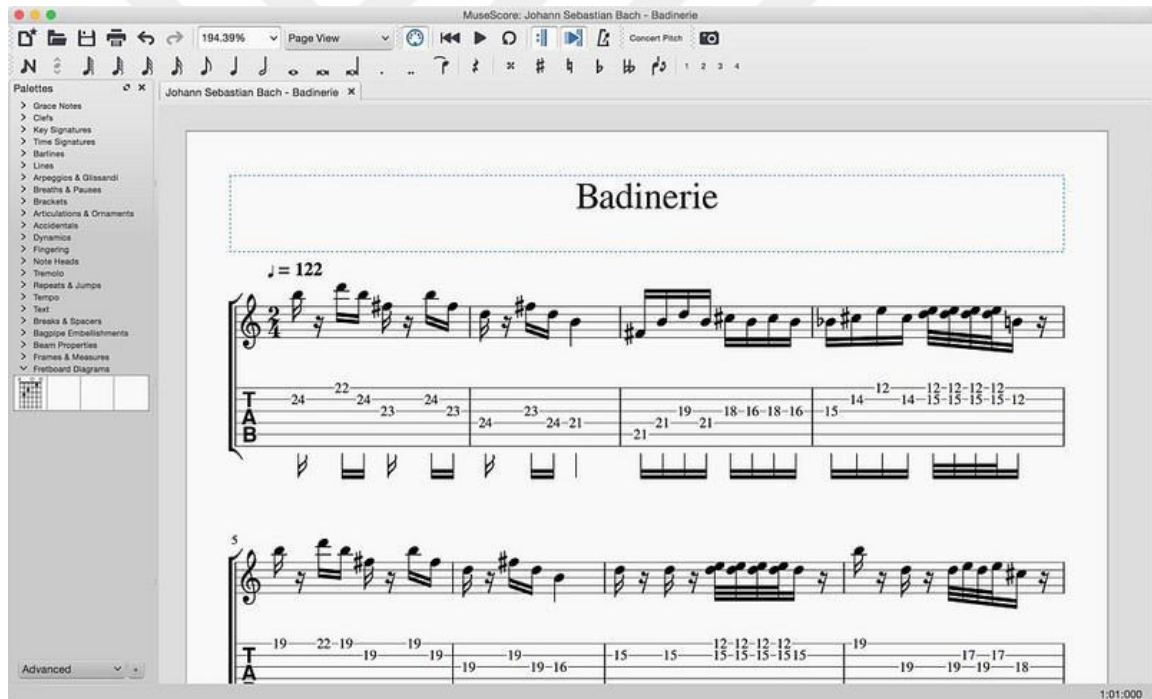 MuseScore: Johann Sebastian Bach - Badinerie
194.39% Page View Concert Pitch
1 2 3 4
Palettes
Johann Sebastian Bach - Badinerie
Grace Notes
Clefs
Key Signatures
Time Signatures
Barlines
Lines
Arpeggios & Glissandi
Breaths & Pauses
Brackets
Articulations & Ornaments
Accidentals
Dynamics
Fingering
Note Heads
Tremolo
Repeats & Jumps
Tempo
Text
Breaks & Spacers
Bagpipe Embellishments
Beam Properties
Frames & Measures
Fretboard Diagrams
Advanced
Badinerie
♩ = 122
2
4
TAB
22 12 12 12 12 12
24 24 24 14 14 15 15 15 15 12
23 23 23 19 18 16 18 16 15
24 24 21 21 21
21
5
19 22 19 19 12 12 12 12 19
19 19 19 15 15 15 15 15 15 15 17 17
19 19 16 19 19 19 18
TA
1:01:000